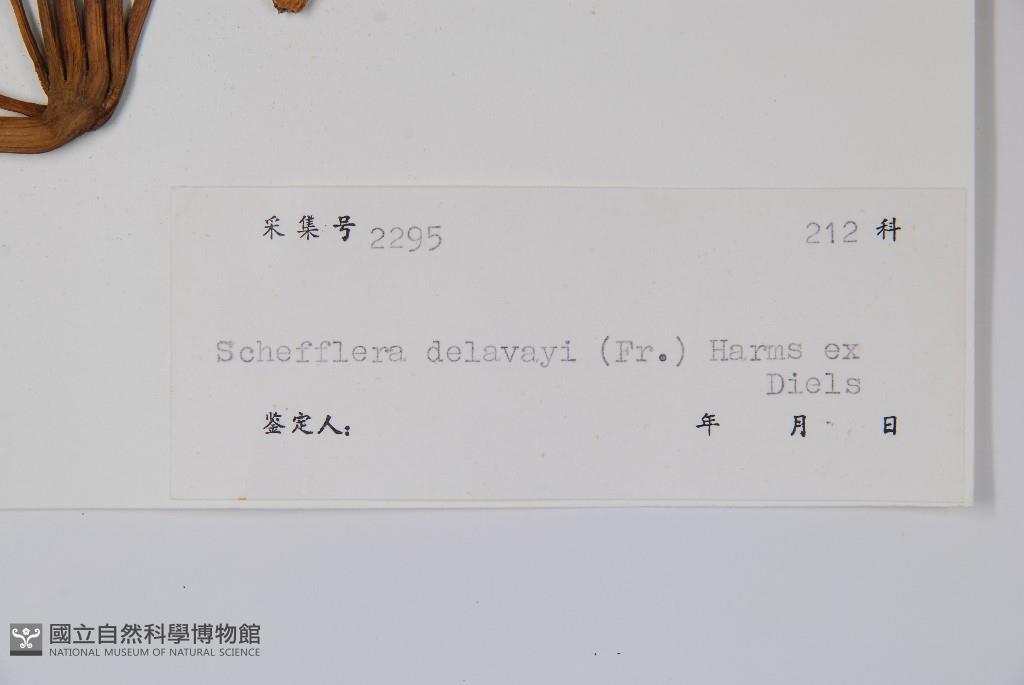 采集号 2295 212 科
Schefflera delavayi (Fr.) Harms ex
Diels
鉴定人: 年 月 日
國立自然科學博物館
NATIONAL MUSEUM OF NATURAL SCIENCE